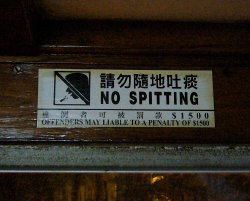 請勿隨地吐痰
NO SPITTING
違例者可被罰款 $1500
OFFENDERS MAY LIABLE TO A PENALTY OF $1500